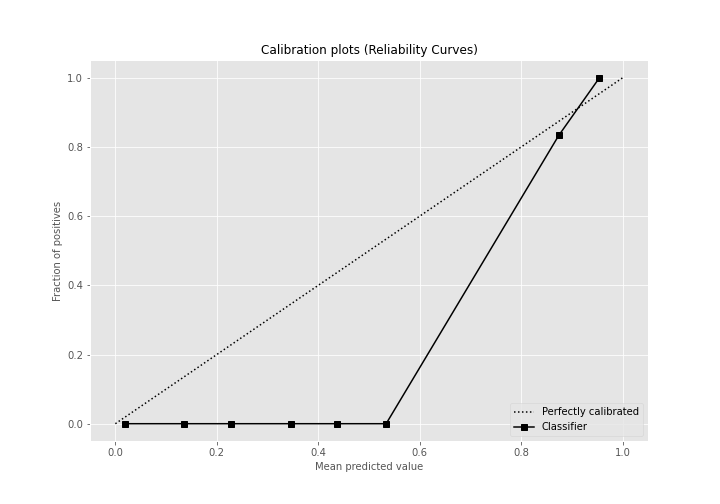 Calibration plots (Reliability Curves)
Fraction of positives
1.0
0.8
0.6
0.4
0.2
0.0
0.0 0.2 0.4 0.6 0.8 1.0
Mean predicted value
Perfectly calibrated
Classifier